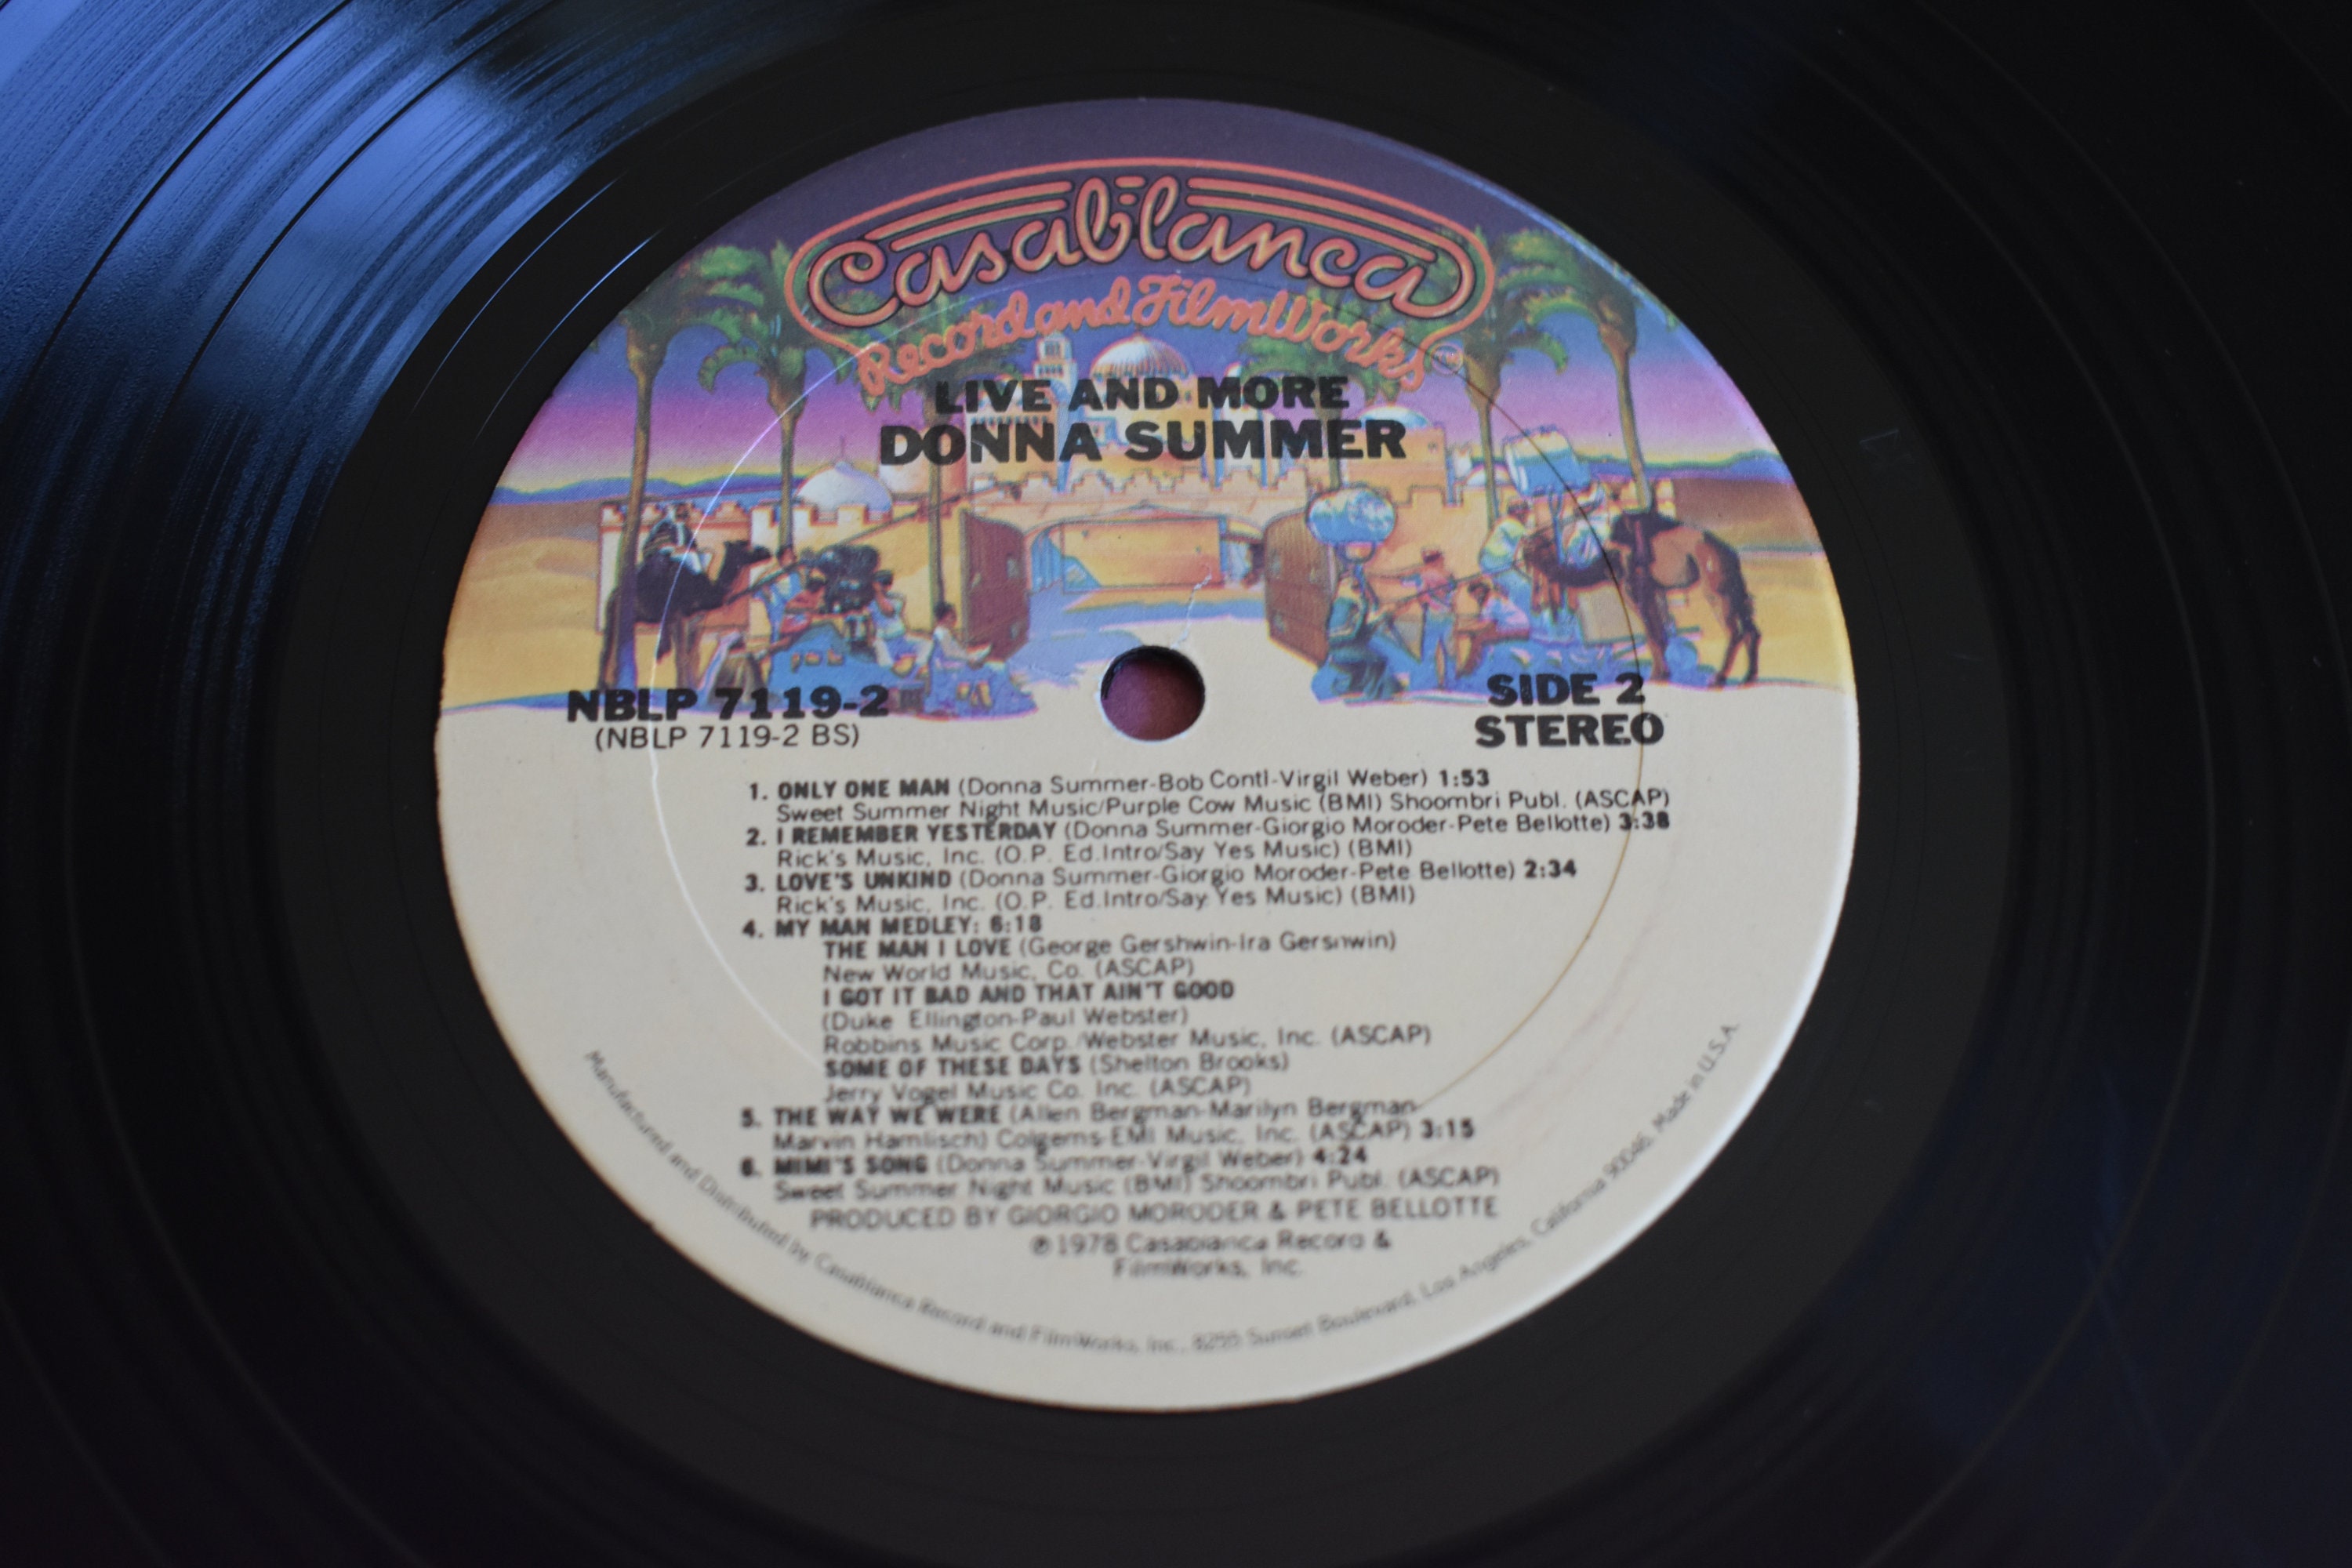 Casablanca
Record and FilmWorks TM
LIVE AND MORE
DONNA SUMMER
NBLP 7119-2
(NBLP 7119-2 BS)
SIDE 2
STEREO
1. ONLY ONE MAN (Donna Summer-Bob Conti-Virgil Weber) 1:53
Sweet Summer Night Music/Purple Cow Music (BMI) Shoombri Publ. (ASCAP)
2. I REMEMBER YESTERDAY (Donna Summer-Giorgio Moroder-Pete Bellotte) 3:38
Rick's Music, Inc. (O.P. Ed.Intro/Say Yes Music) (BMI)
3. LOVE'S UNKIND (Donna Summer-Giorgio Moroder-Pete Bellotte) 2:34
Rick's Music, Inc. (O.P. Ed.Intro/Say Yes Music) (BMI)
4. MY MAN MEDLEY: 6:18
THE MAN I LOVE (George Gershwin-Ira Gershwin)
New World Music, Co. (ASCAP)
I GOT IT BAD AND THAT AIN'T GOOD
(Duke Ellington-Paul Webster)
Robbins Music Corp./Webster Music, Inc. (ASCAP)
SOME OF THESE DAYS (Shelton Brooks)
Jerry Vogel Music Co. Inc. (ASCAP)
5. THE WAY WE WERE (Allen Bergman-Marilyn Bergman-
Marvin Hamlisch) Colgems-EMI Music, Inc. (ASCAP) 3:15
6. MIMI'S SONG (Donna Summer-Virgil Weber) 4:24
Sweet Summer Night Music (BMI) Shoombri Publ. (ASCAP)
PRODUCED BY GIORGIO MORODER & PETE BELLOTTE
℗1978 Casablanca Record &
FilmWorks, Inc.
Manufactured and Distributed by Casablanca Record and FilmWorks, Inc., 8255 Sunset Boulevard, Los Angeles, California 90046, Made in U.S.A.